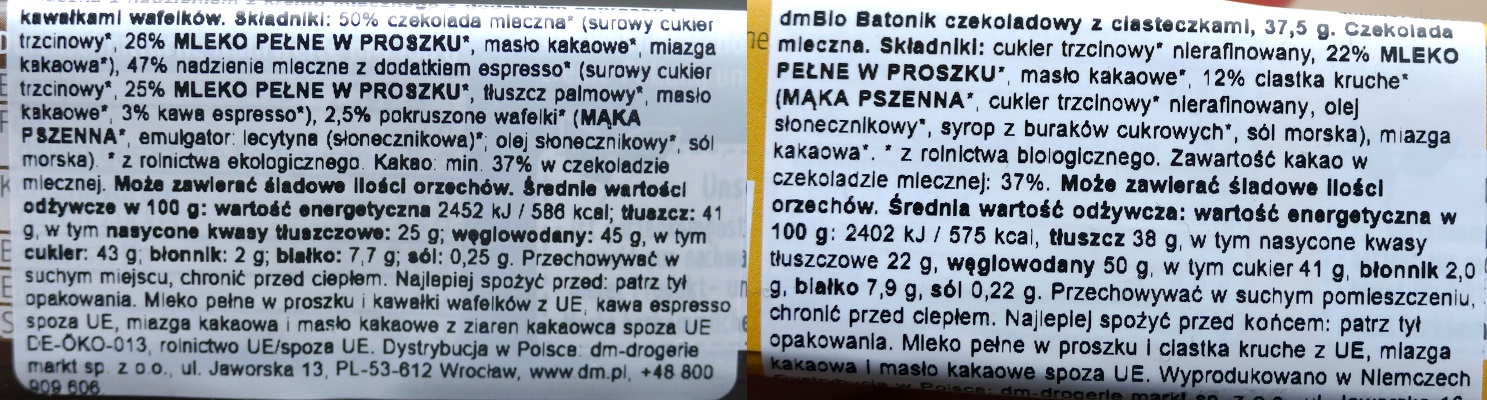 kawałkami wafelków. Składniki: 50% czekolada mleczna* (surowy cukier
trzcinowy*, 26% MLEKO PEŁNE W PROSZKU*, masło kakaowe*, miazga
kakaowa*), 47% nadzienie mleczne z dodatkiem espresso* (surowy cukier
trzcinowy*, 25% MLEKO PEŁNE W PROSZKU*, tłuszcz palmowy*, masło
kakaowe*, 3% kawa espresso*), 2,5% pokruszone wafelki* (MĄKA
PSZENNA*, emulgator: lecytyna (słonecznikowa)*; olej słonecznikowy*, sól
morska). * z rolnictwa ekologicznego. Kakao: min. 37% w czekoladzie
mlecznej. Może zawierać śladowe ilości orzechów. Średnie wartości
odżywcze w 100 g: wartość energetyczna 2452 kJ / 586 kcal; tłuszcz: 41
g, w tym nasycone kwasy tłuszczowe: 25 g; węglowodany: 45 g, w tym
cukier: 43 g; błonnik: 2 g; białko: 7,7 g; sól: 0,25 g. Przechowywać w
suchym miejscu, chronić przed ciepłem. Najlepiej spożyć przed: patrz tył
opakowania. Mleko pełne w proszku i kawałki wafelków z UE, kawa espresso
spoza UE, miazga kakaowa i masło kakaowe z ziaren kakaowca spoza UE
DE-ÖKO-013, rolnictwo UE/spoza UE. Dystrybucja w Polsce: dm-drogerie
markt sp. z o.o., ul. Jaworska 13, PL-53-612 Wrocław, www.dm.pl, +48 800
909 606.
dmBio Batonik czekoladowy z ciasteczkami, 37,5 g. Czekolada
mleczna. Składniki: cukier trzcinowy* nierafinowany, 22% MLEKO
PEŁNE W PROSZKU*, masło kakaowe*, 12% ciastka kruche*
(MĄKA PSZENNA*, cukier trzcinowy* nierafinowany, olej
słonecznikowy*, syrop z buraków cukrowych*, sól morska), miazga
kakaowa*. * z rolnictwa biologicznego. Zawartość kakao w
czekoladzie mlecznej: 37%. Może zawierać śladowe ilości
orzechów. Średnia wartość odżywcza: wartość energetyczna w
100 g: 2402 kJ / 575 kcal, tłuszcz 38 g, w tym nasycone kwasy
tłuszczowe 22 g, węglowodany 50 g, w tym cukier 41 g, błonnik 2,0
g, białko 7,9 g, sól 0,22 g. Przechowywać w suchym pomieszczeniu,
chronić przed ciepłem. Najlepiej spożyć przed końcem: patrz tył
opakowania. Mleko pełne w proszku i ciastka kruche z UE, miazga
kakaowa i masło kakaowe spoza UE. Wyprodukowano w Niemczech